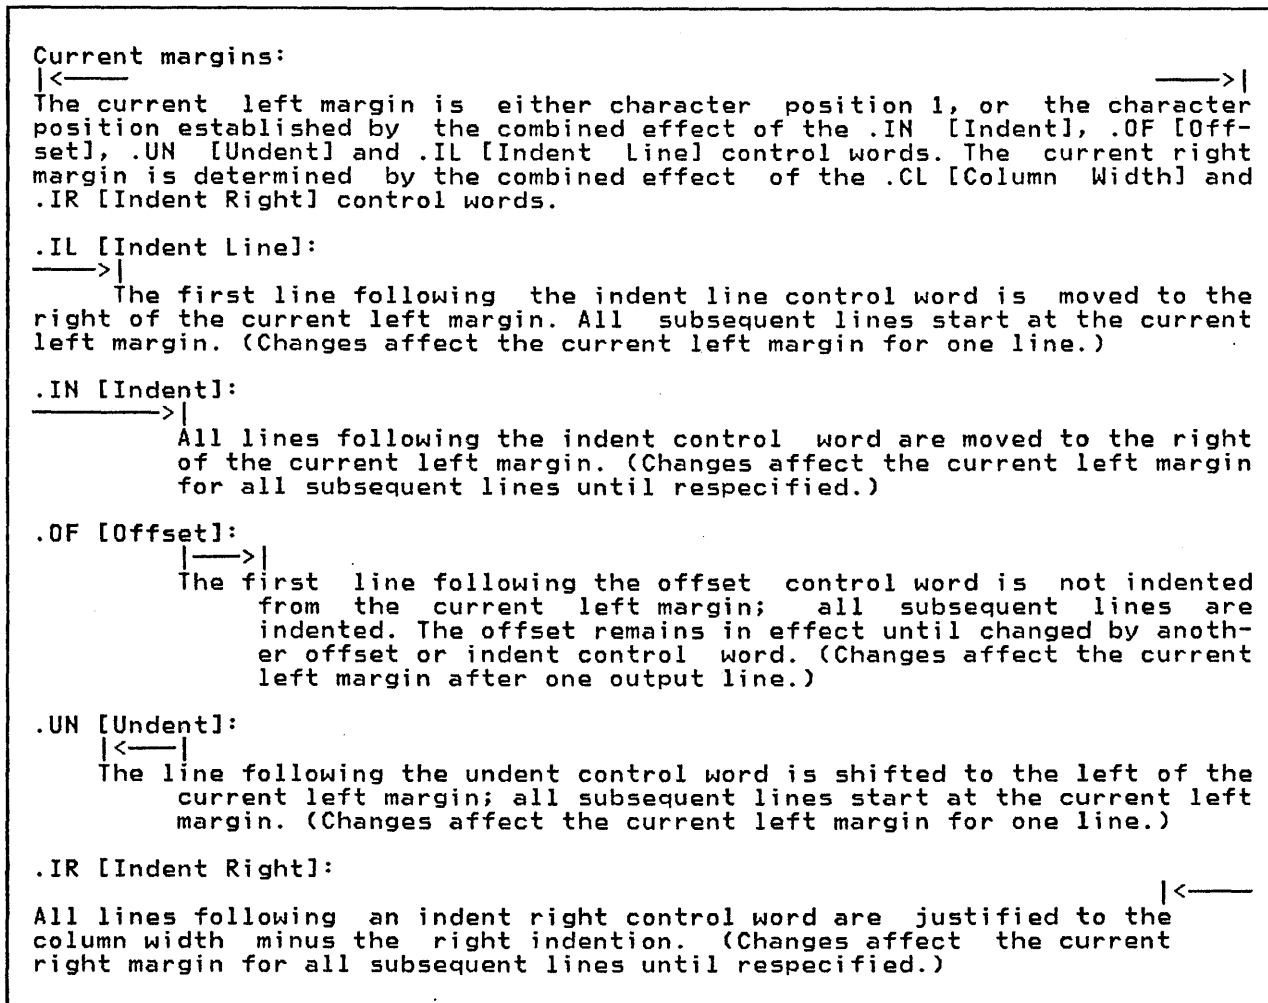 Current margins:
|<—— ——>|
The current left margin is either character position 1, or the character
position established by the combined effect of the .IN [Indent], .OF [Off-
set], .UN [Undent] and .IL [Indent Line] control words. The current right
margin is determined by the combined effect of the .CL [Column Width] and
.IR [Indent Right] control words.
.IL [Indent Line]:
——>|
The first line following the indent line control word is moved to the
right of the current left margin. All subsequent lines start at the current
left margin. (Changes affect the current left margin for one line.)
.IN [Indent]:
————>|
All lines following the indent control word are moved to the right
of the current left margin. (Changes affect the current left margin
for all subsequent lines until respecified.)
.OF [Offset]:
|——>|
The first line following the offset control word is not indented
from the current left margin; all subsequent lines are
indented. The offset remains in effect until changed by anoth-
er offset or indent control word. (Changes affect the current
left margin after one output line.)
.UN [Undent]:
|<——|
The line following the undent control word is shifted to the left of the
current left margin; all subsequent lines start at the current left
margin. (Changes affect the current left margin for one line.)
.IR [Indent Right]:
|<——
All lines following an indent right control word are justified to the
column width minus the right indention. (Changes affect the current
right margin for all subsequent lines until respecified.)